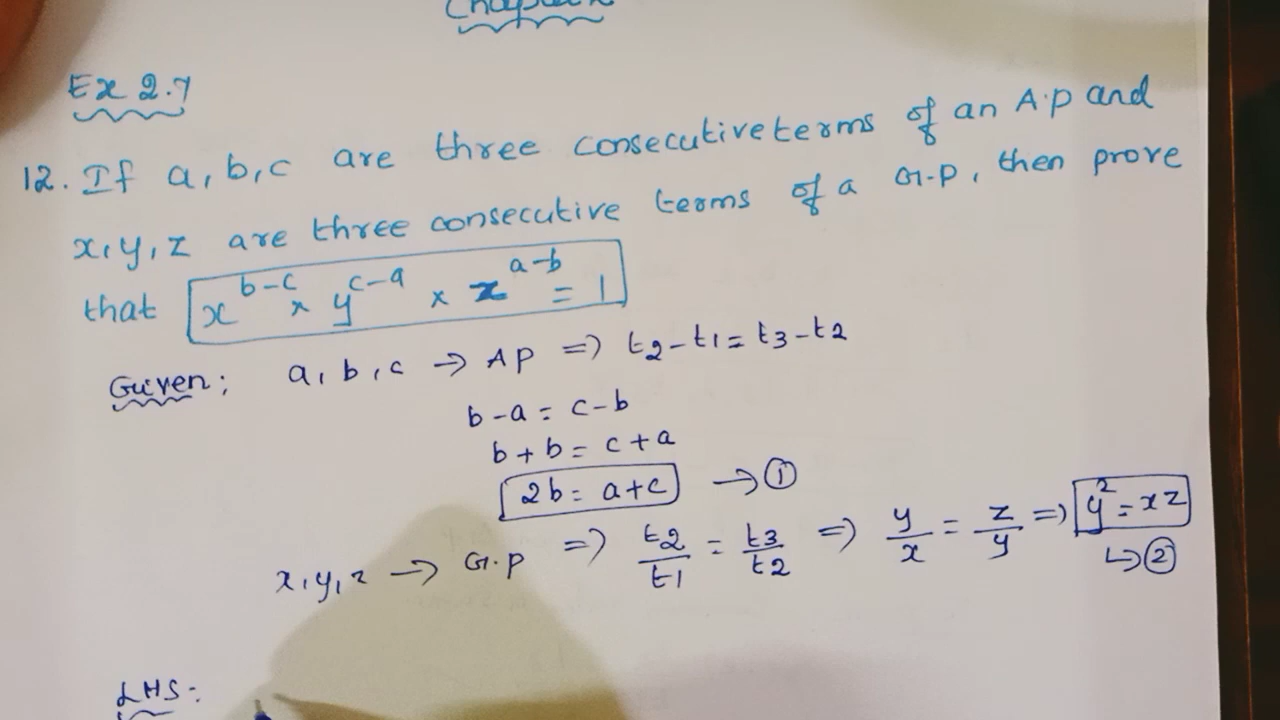 Ex 2.7
12. If a, b, c are three consecutive terms of an A.P and
x, y, z are three consecutive terms of a G.P, then prove
that x^(b-c) × y^(c-a) × z^(a-b) = 1
Given: a, b, c → AP => t2 - t1 = t3 - t2
b - a = c - b
b + b = c + a
2b = a + c → ①
x, y, z → G.P => t2/t1 = t3/t2 => y/x = z/y => y² = xz
↳ ②
LHS: